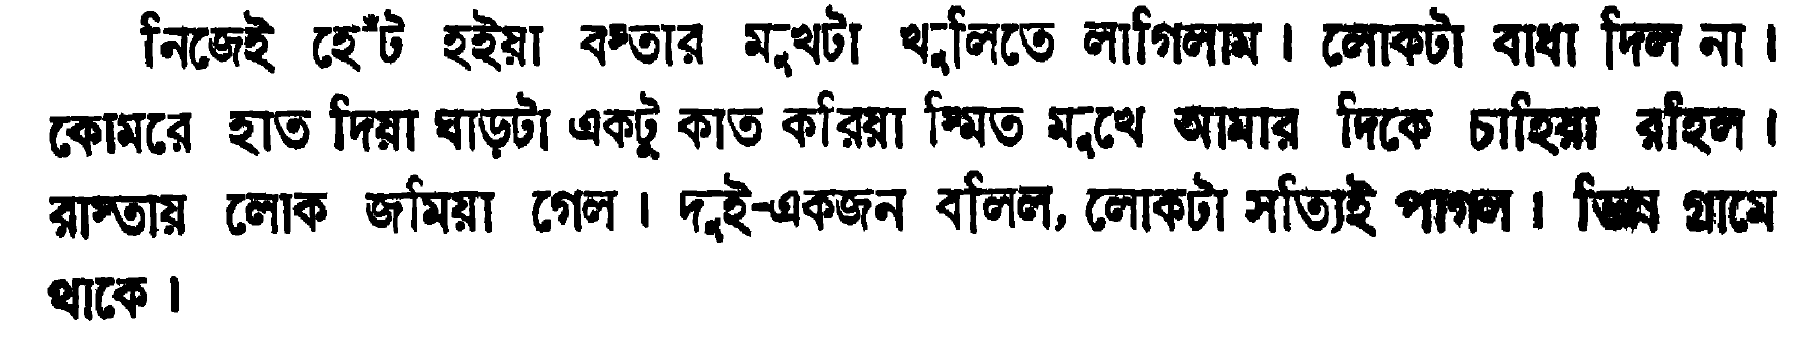 নিজেই হেঁট হইয়া বস্তার মুখটা খুলিতে লাগিলাম। লোকটা বাধা দিল না।
কোমরে হাত দিয়া ঘাড়টা একটু কাত করিয়া স্মিত মুখে আমার দিকে চাহিয়া রহিল।
রাস্তায় লোক জমিয়া গেল। দুই-একজন বলিল, লোকটা সত্যিই পাগল। ভিন্ন গ্রামে
থাকে।